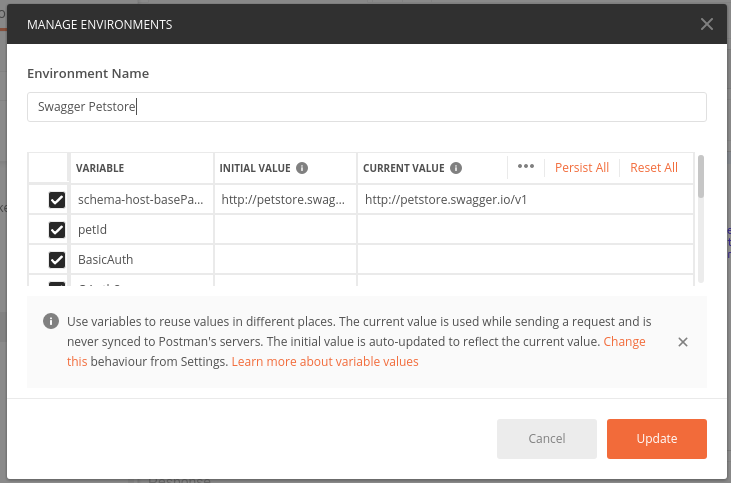 MANAGE ENVIRONMENTS
Environment Name
Swagger Petstore
VARIABLE INITIAL VALUE CURRENT VALUE Persist All Reset All
schema-host-basePa... http://petstore.swag... http://petstore.swagger.io/v1
petId
BasicAuth
Use variables to reuse values in different places. The current value is used while sending a request and is
never synced to Postman's servers. The initial value is auto-updated to reflect the current value. Change
this behaviour from Settings. Learn more about variable values
Cancel Update